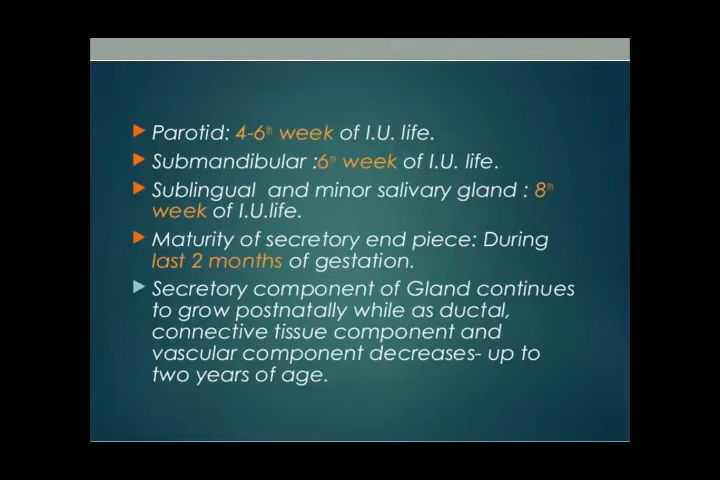 Parotid: 4-6th week of I.U. life.
Submandibular :6th week of I.U. life.
Sublingual and minor salivary gland : 8th
week of I.U.life.
Maturity of secretory end piece: During
last 2 months of gestation.
Secretory component of Gland continues
to grow postnatally while as ductal,
connective tissue component and
vascular component decreases- up to
two years of age.